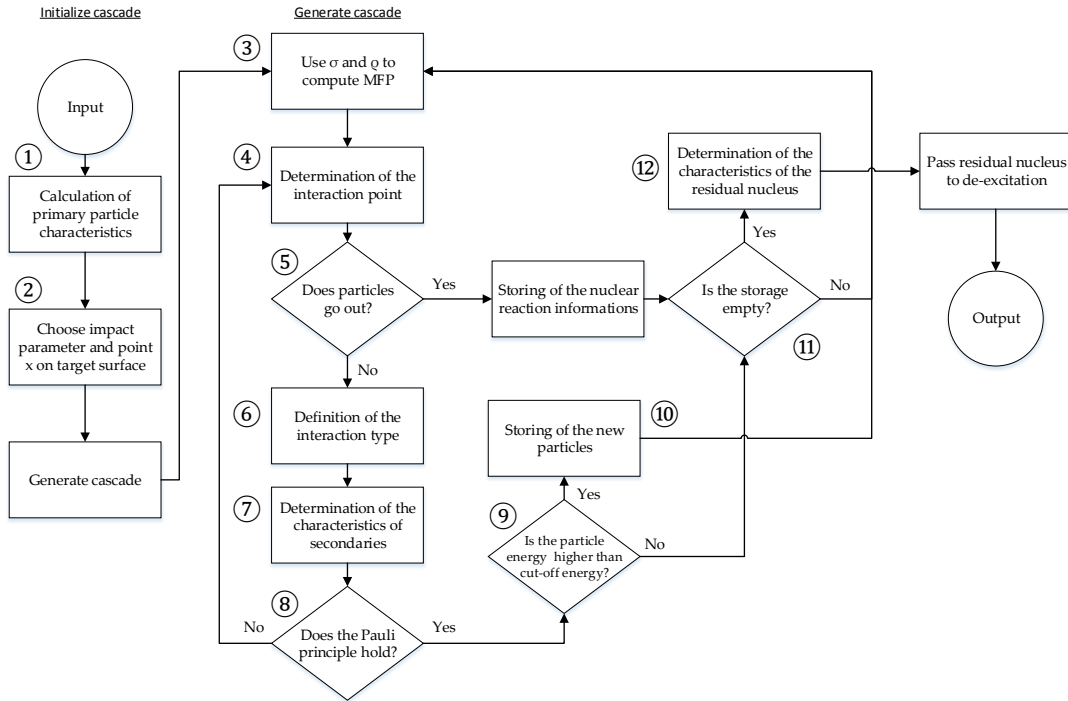 Initialize cascade
Generate cascade
Input
①
Calculation of
primary particle
characteristics
②
Choose impact
parameter and point
x on target surface
Generate cascade
③
Use σ and ϱ to
compute MFP
④
Determination of the
interaction point
⑤
Does particles
go out?
Yes
No
⑥
Definition of the
interaction type
⑦
Determination of the
characteristics of
secondaries
⑧
Does the Pauli
principle hold?
No
Yes
Storing of the nuclear
reaction informations
⑨
Is the particle
energy higher than
cut-off energy?
Yes
No
⑩
Storing of the new
particles
⑪
Is the storage
empty?
Yes
No
⑫
Determination of the
characteristics of the
residual nucleus
Pass residual nucleus
to de-excitation
Output